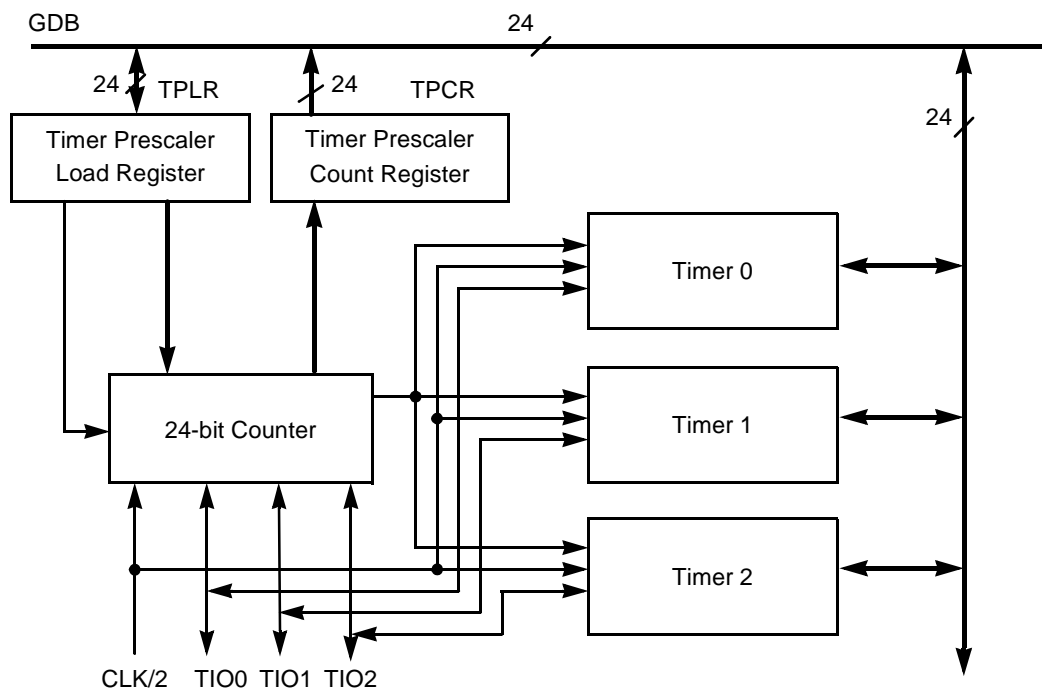 GDB
24
24
TPLR
24
TPCR
24
Timer Prescaler
Load Register
Timer Prescaler
Count Register
Timer 0
Timer 1
24-bit Counter
Timer 2
CLK/2
TIO0
TIO1
TIO2